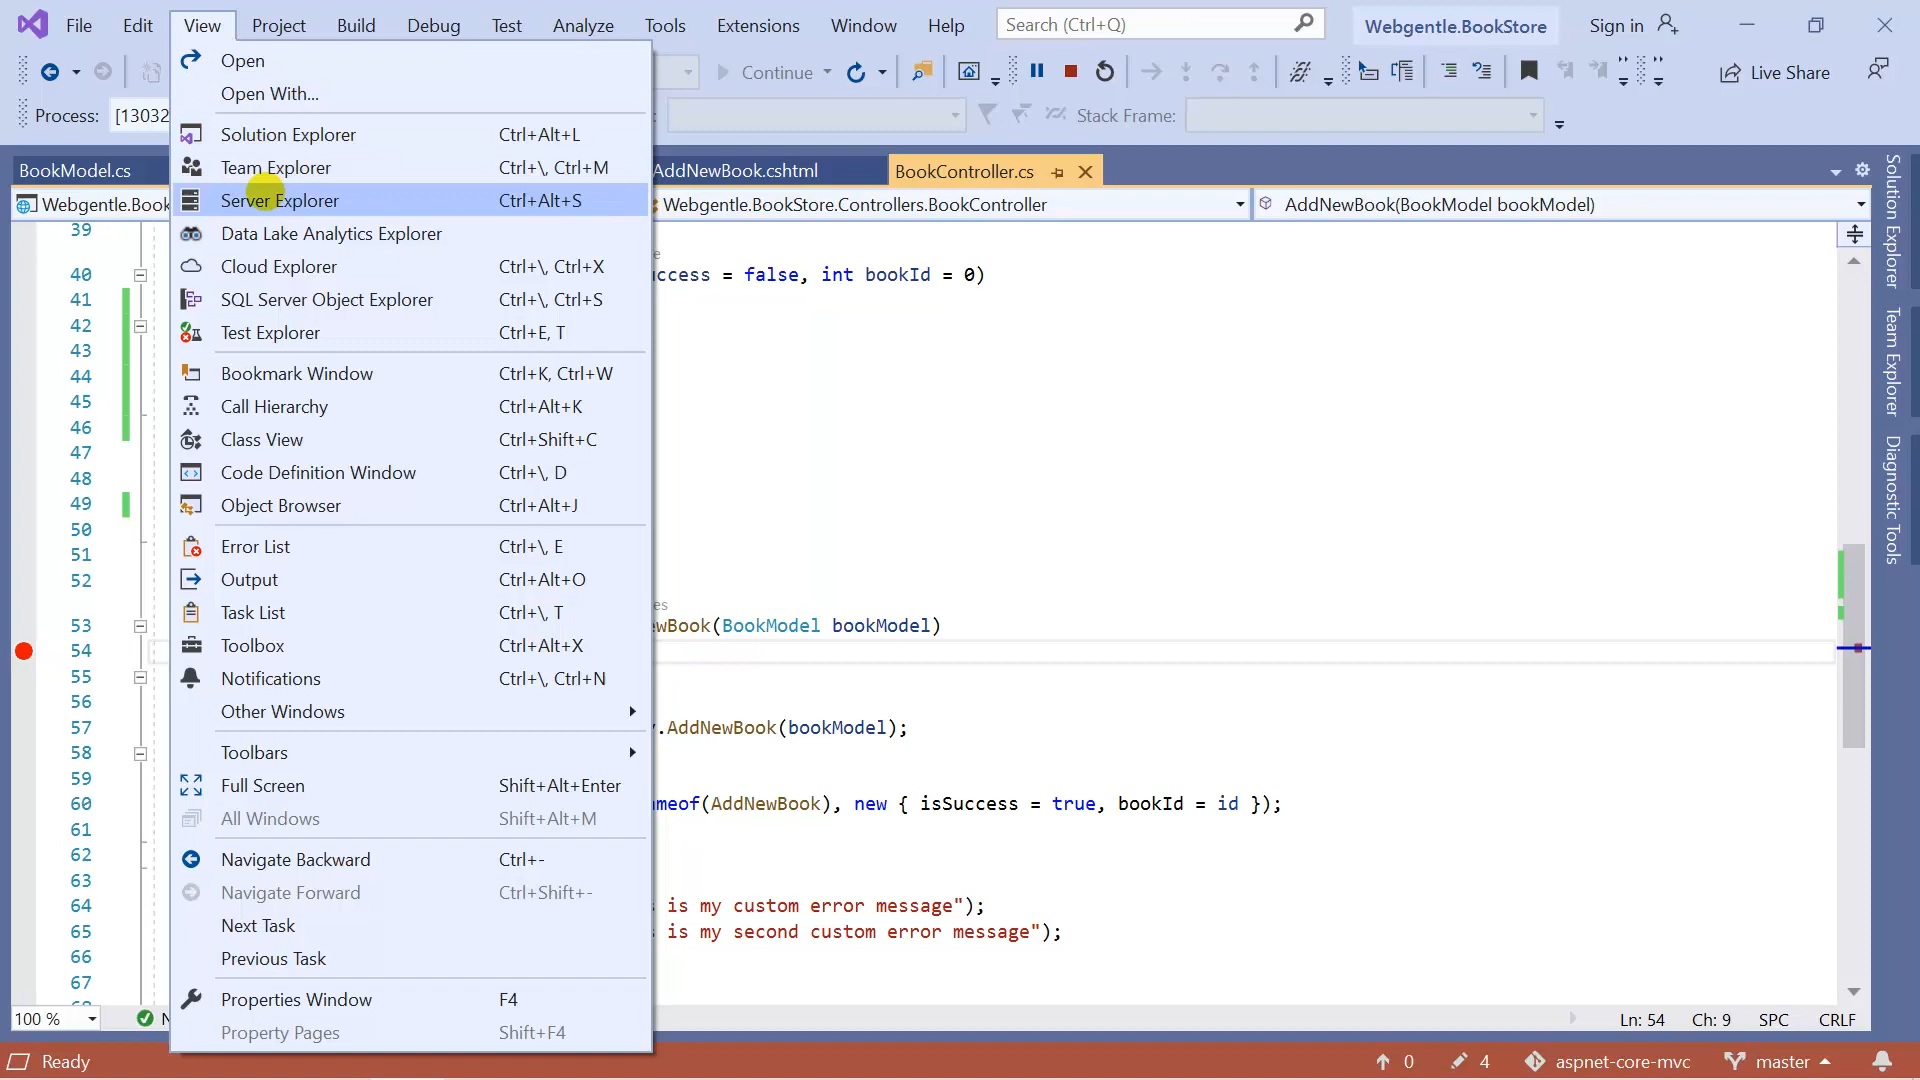 File Edit View Project Build Debug Test Analyze Tools Extensions Window Help Search (Ctrl+Q) Webgentle.BookStore Sign in
Continue Live Share
Process: [13032 Stack Frame:
Open
Open With...
Solution Explorer Ctrl+Alt+L
Team Explorer Ctrl+\, Ctrl+M
Server Explorer Ctrl+Alt+S
Data Lake Analytics Explorer
Cloud Explorer Ctrl+\, Ctrl+X
SQL Server Object Explorer Ctrl+\, Ctrl+S
Test Explorer Ctrl+E, T
Bookmark Window Ctrl+K, Ctrl+W
Call Hierarchy Ctrl+Alt+K
Class View Ctrl+Shift+C
Code Definition Window Ctrl+\, D
Object Browser Ctrl+Alt+J
Error List Ctrl+\, E
Output Ctrl+Alt+O
Task List Ctrl+\, T
Toolbox Ctrl+Alt+X
Notifications Ctrl+\, Ctrl+N
Other Windows
Toolbars
Full Screen Shift+Alt+Enter
All Windows Shift+Alt+M
Navigate Backward Ctrl+-
Navigate Forward Ctrl+Shift+-
Next Task
Previous Task
Properties Window F4
Property Pages Shift+F4
BookModel.cs AddNewBook.cshtml BookController.cs
Webgentle.Book Webgentle.BookStore.Controllers.BookController AddNewBook(BookModel bookModel)
39
40 ccess = false, int bookId = 0)
41
42
43
44
45
46
47
48
49
50
51
52
es
53 wBook(BookModel bookModel)
54
55
56
57 .AddNewBook(bookModel);
58
59
60 meof(AddNewBook), new { isSuccess = true, bookId = id });
61
62
63
64 s is my custom error message");
65 s is my second custom error message");
66
67
100 % Ln: 54 Ch: 9 SPC CRLF
Ready 0 4 aspnet-core-mvc master
Solution Explorer
Team Explorer
Diagnostic Tools